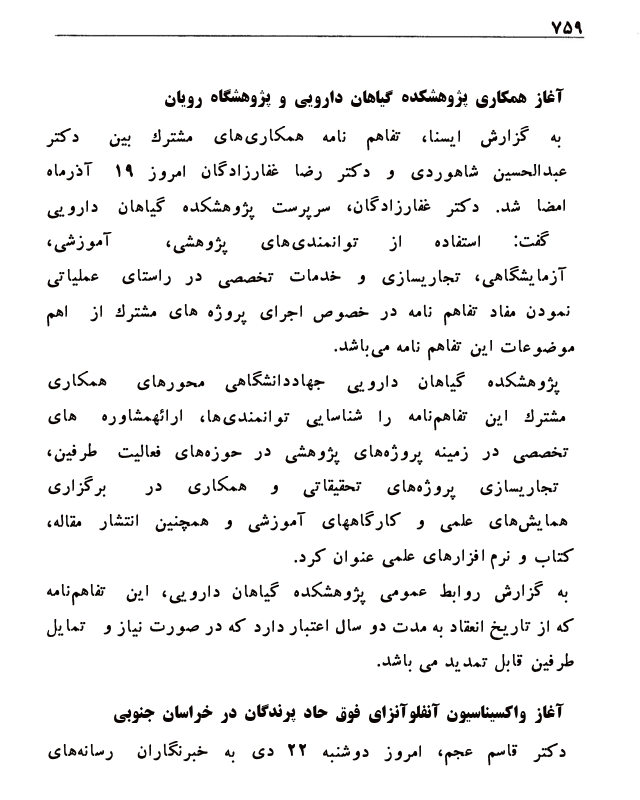 ۷۵۹
آغاز همکاری پژوهشکده گیاهان دارویی و پژوهشگاه رویان
به گزارش ایسنا، تفاهم نامه همکاری‌های مشترك بین دکتر
عبدالحسین شاهوردی و دکتر رضا غفارزادگان امروز ۱۹ آذرماه
امضا شد. دکتر غفارزادگان، سرپرست پژوهشکده گیاهان دارویی
گفت: استفاده از توانمندی‌های پژوهشی، آموزشی،
آزمایشگاهی، تجاریسازی و خدمات تخصصی در راستای عملیاتی
نمودن مفاد تفاهم نامه در خصوص اجرای پروژه های مشترك از اهم
موضوعات این تفاهم نامه می‌باشد.
پژوهشکده گیاهان دارویی جهاددانشگاهی محورهای همکاری
مشترك این تفاهم‌نامه را شناسایی توانمندی‌ها، ارائهمشاوره های
تخصصی در زمینه پروژه‌های پژوهشی در حوزه‌های فعالیت طرفین،
تجاریسازی پروژه‌های تحقیقاتی و همکاری در برگزاری
همایش‌های علمی و کارگاههای آموزشی و همچنین انتشار مقاله،
کتاب و نرم افزارهای علمی عنوان کرد.
به گزارش روابط عمومی پژوهشکده گیاهان دارویی، این تفاهم‌نامه
که از تاریخ انعقاد به مدت دو سال اعتبار دارد که در صورت نیاز و تمایل
طرفین قابل تمدید می باشد.
آغاز واکسیناسیون آنفلوآنزای فوق حاد پرندگان در خراسان جنوبی
دکتر قاسم عجم، امروز دوشنبه ۲۲ دی به خبرنگاران رسانه‌های